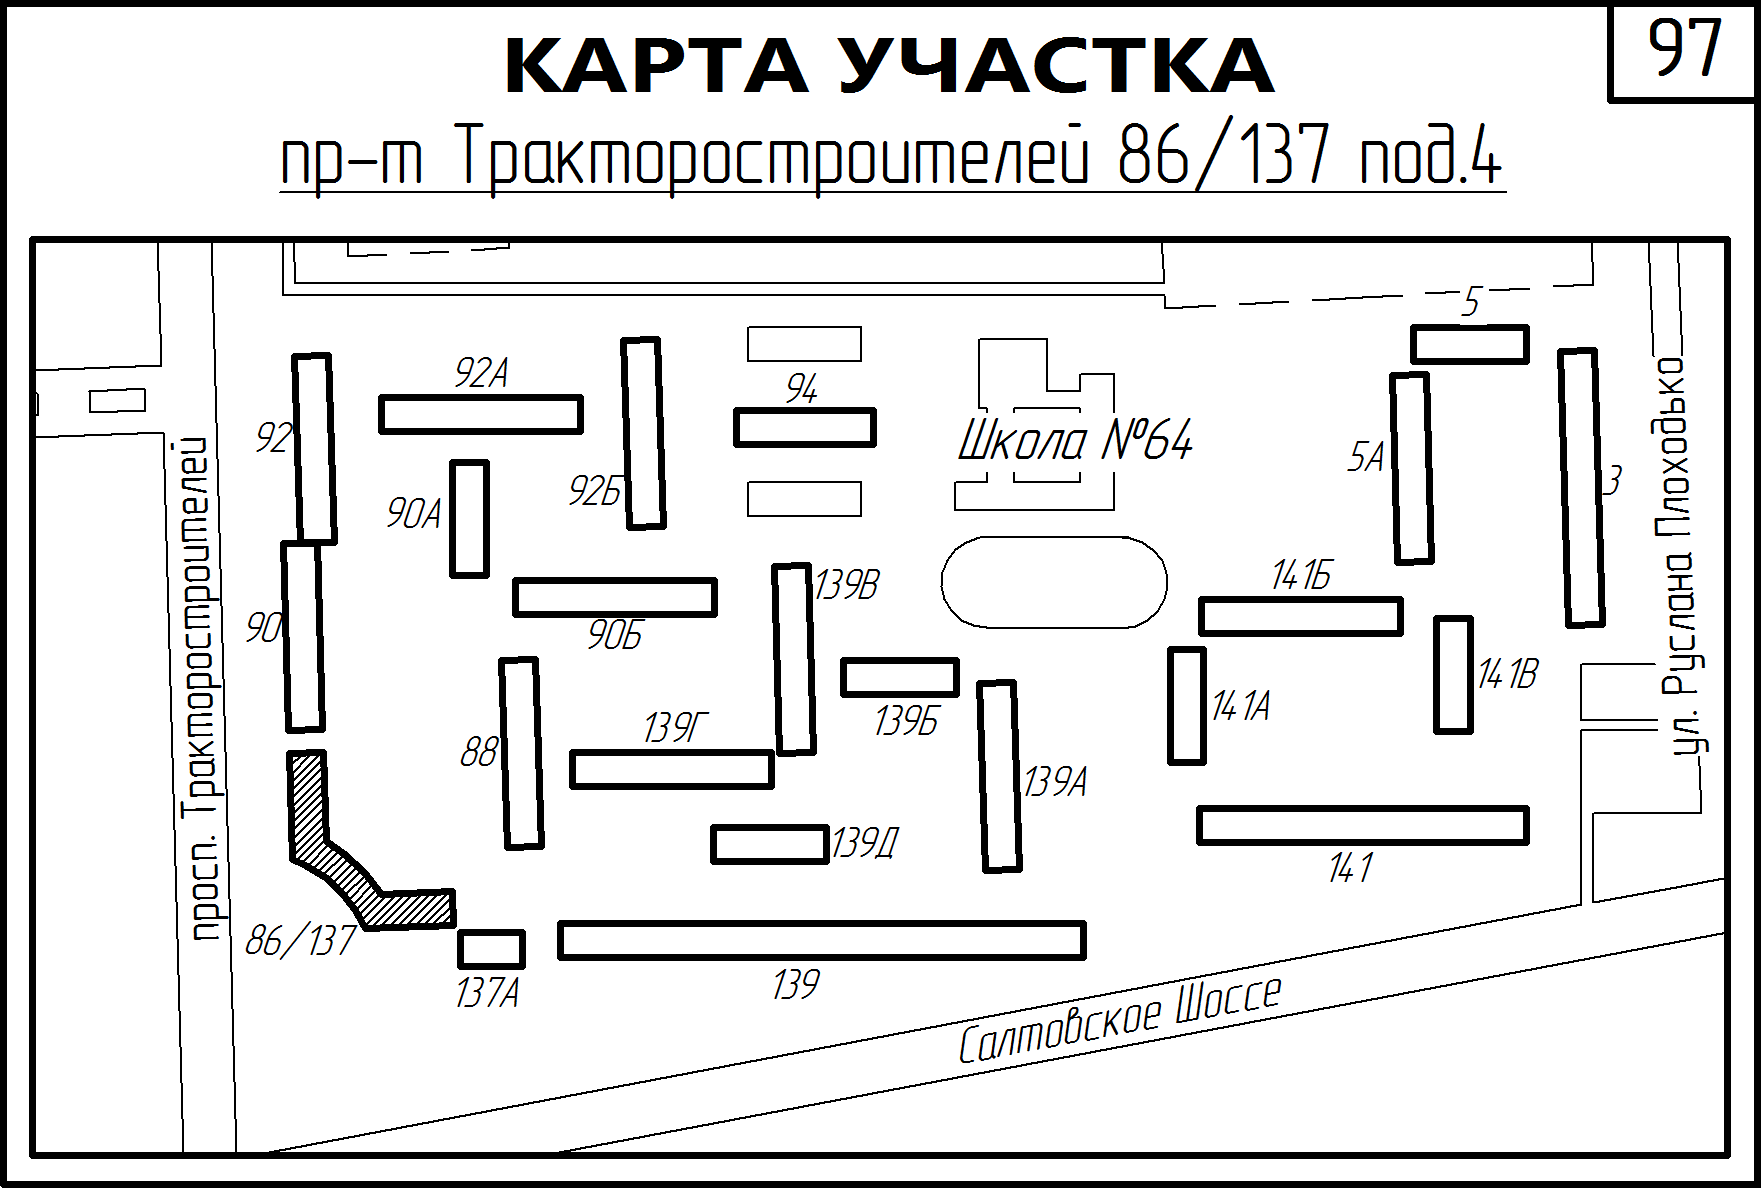 97
КАРТА УЧАСТКА
пр-т Тракторостроителей 86/137 под.4
5
92А
94
92
Школа №64
5А
3
92Б
90А
просп. Тракторостроителей
ул. Руслана Плоходько
139В
141Б
90
90Б
141В
141А
139Б
139Г
88
139А
139Д
141
86/137
137А
139
Салтовское Шоссе